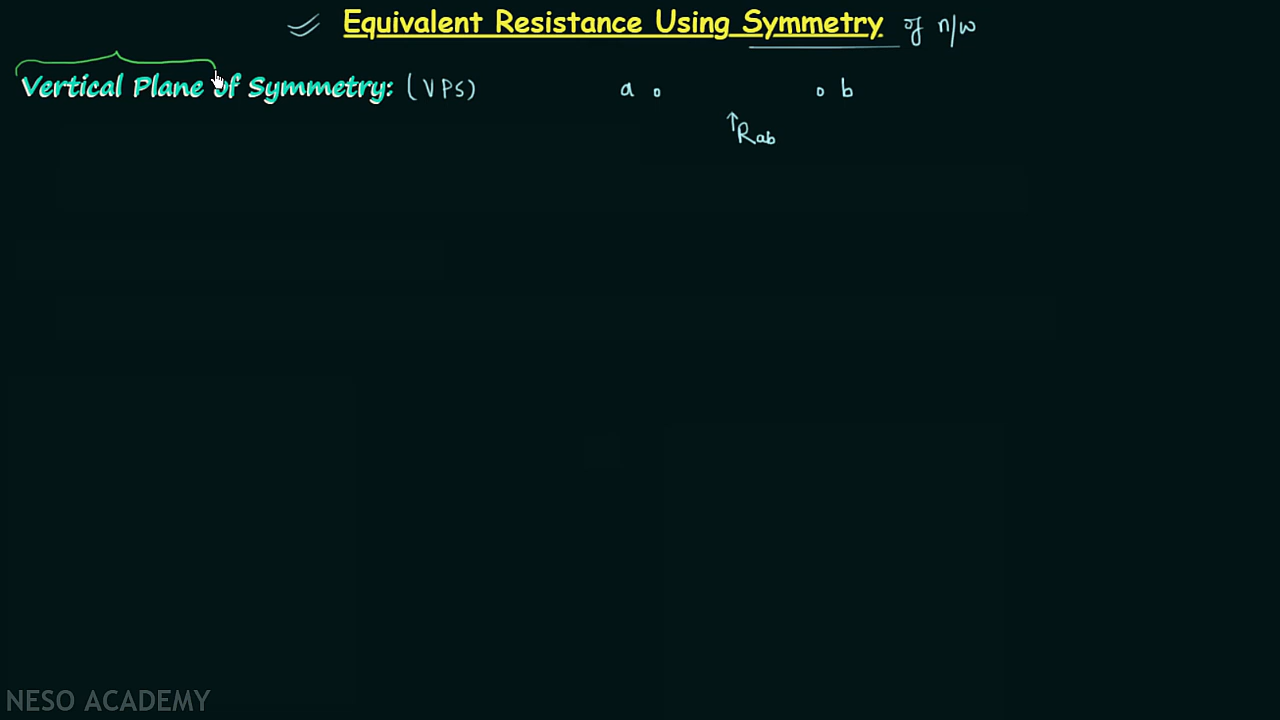 Equivalent Resistance Using Symmetry of n/w
Vertical Plane of Symmetry: (VPS) a b
↑Rab
NESO ACADEMY